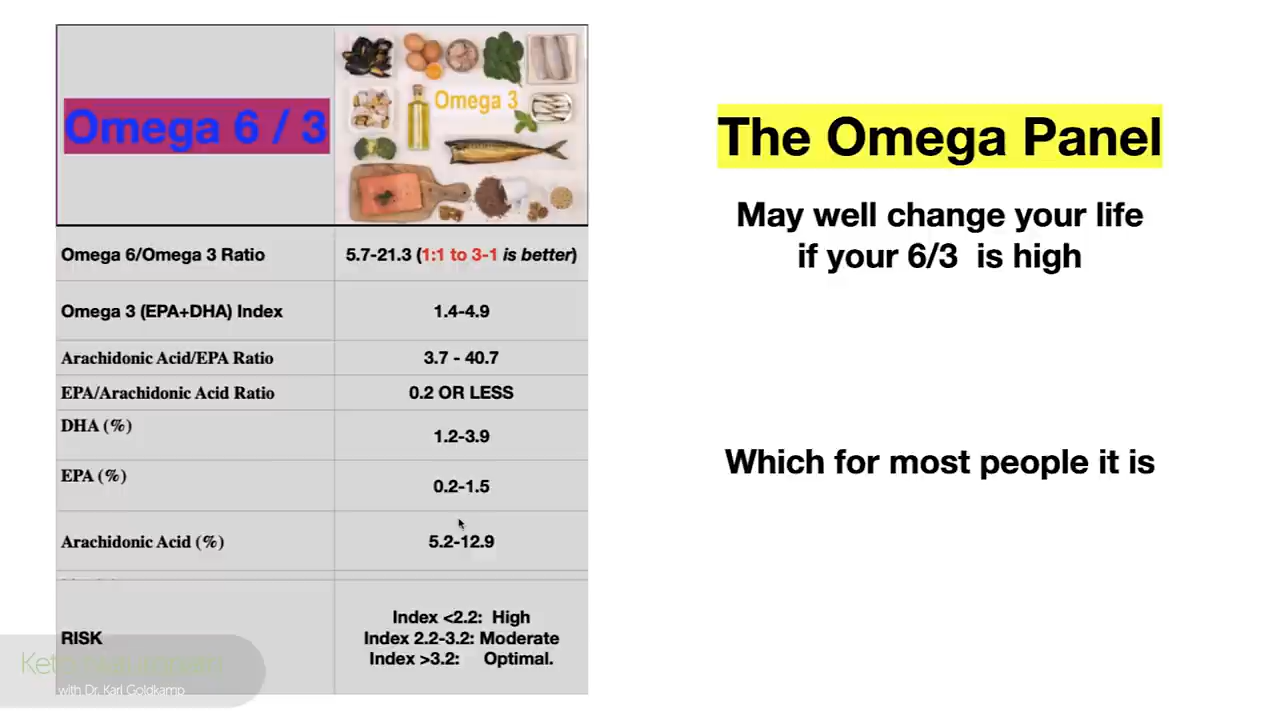 Omega 6 / 3
Omega 3
Omega 6/Omega 3 Ratio
5.7-21.3 (1:1 to 3-1 is better)
Omega 3 (EPA+DHA) Index
1.4-4.9
Arachidonic Acid/EPA Ratio
3.7 - 40.7
EPA/Arachidonic Acid Ratio
0.2 OR LESS
DHA (%)
1.2-3.9
EPA (%)
0.2-1.5
Arachidonic Acid (%)
5.2-12.9
RISK
Index <2.2: High
Index 2.2-3.2: Moderate
Index >3.2: Optimal.
with Dr. Karl Goldkamp
The Omega Panel
May well change your life
if your 6/3 is high
Which for most people it is